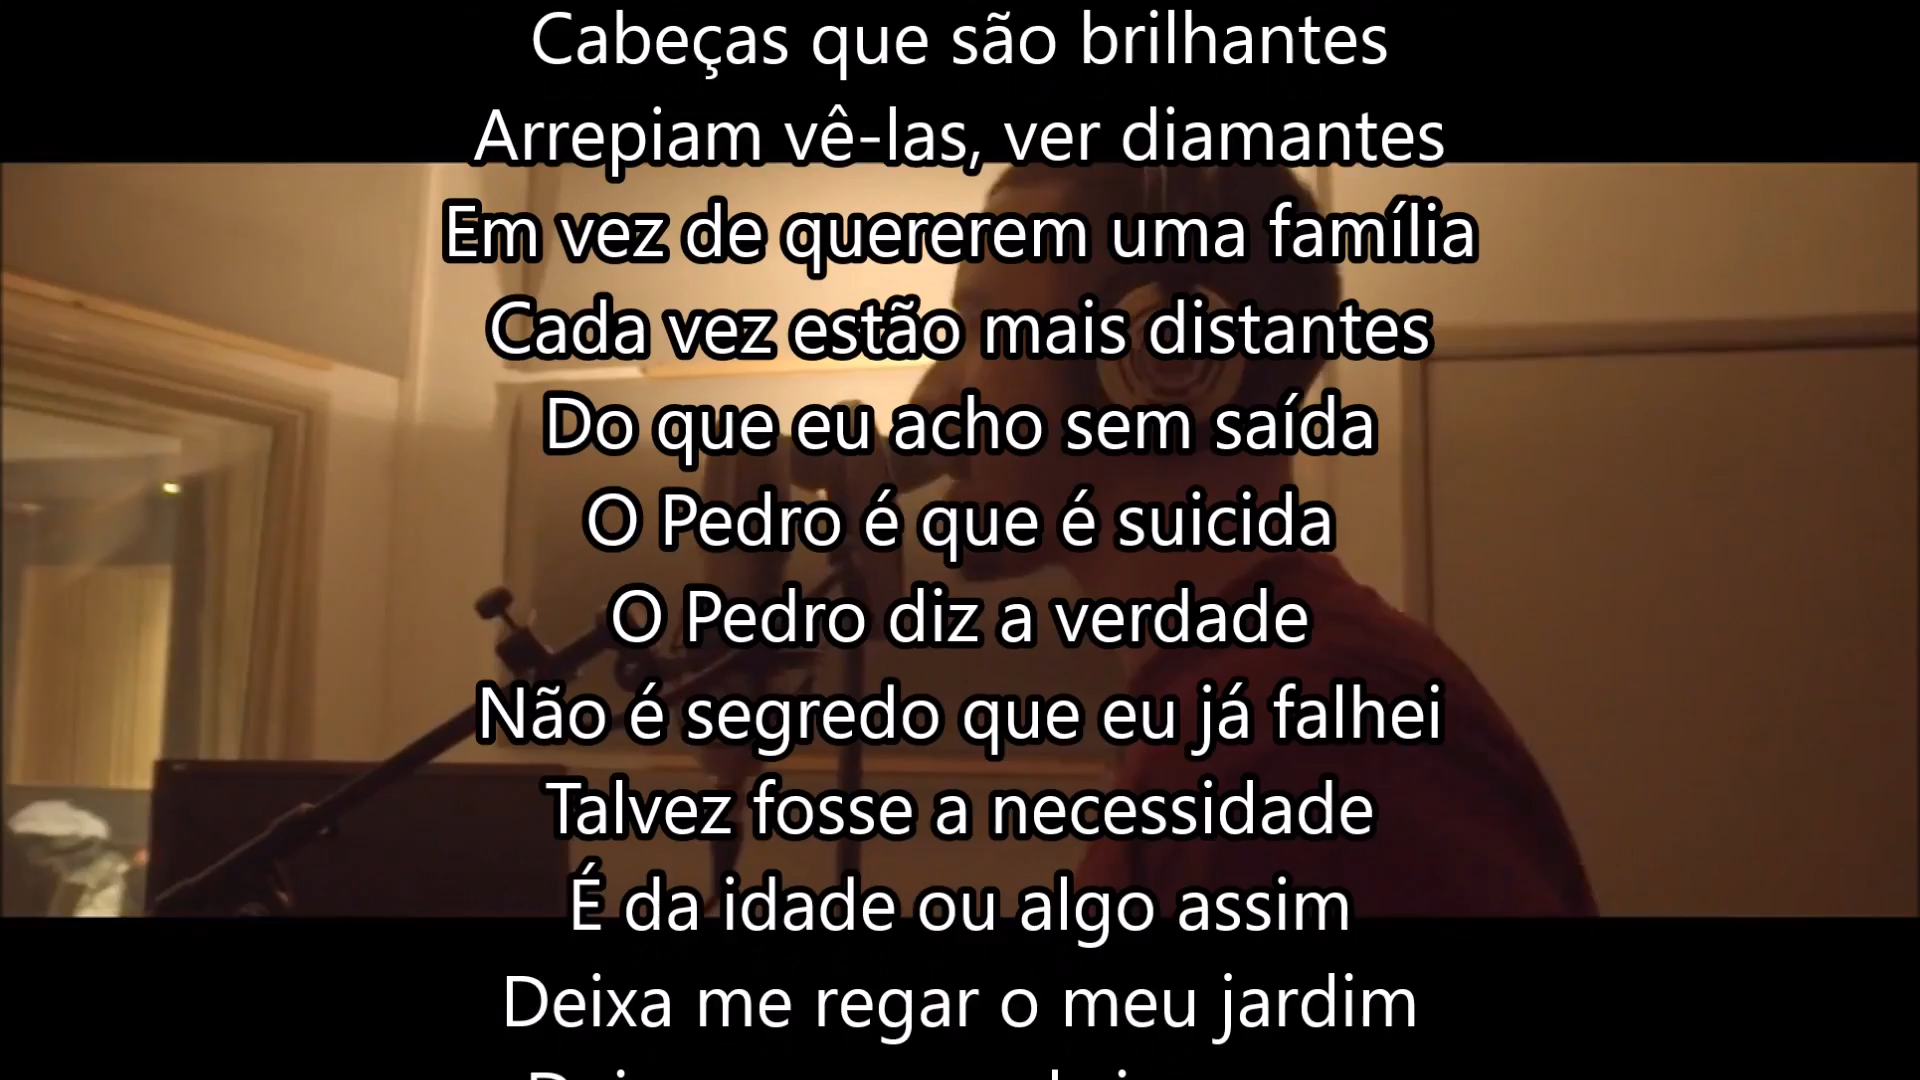 Cabeças que são brilhantes
Arrepiam vê-las, ver diamantes
Em vez de quererem uma família
Cada vez estão mais distantes
Do que eu acho sem saída
O Pedro é que é suicida
O Pedro diz a verdade
Não é segredo que eu já falhei
Talvez fosse a necessidade
É da idade ou algo assim
Deixa me regar o meu jardim